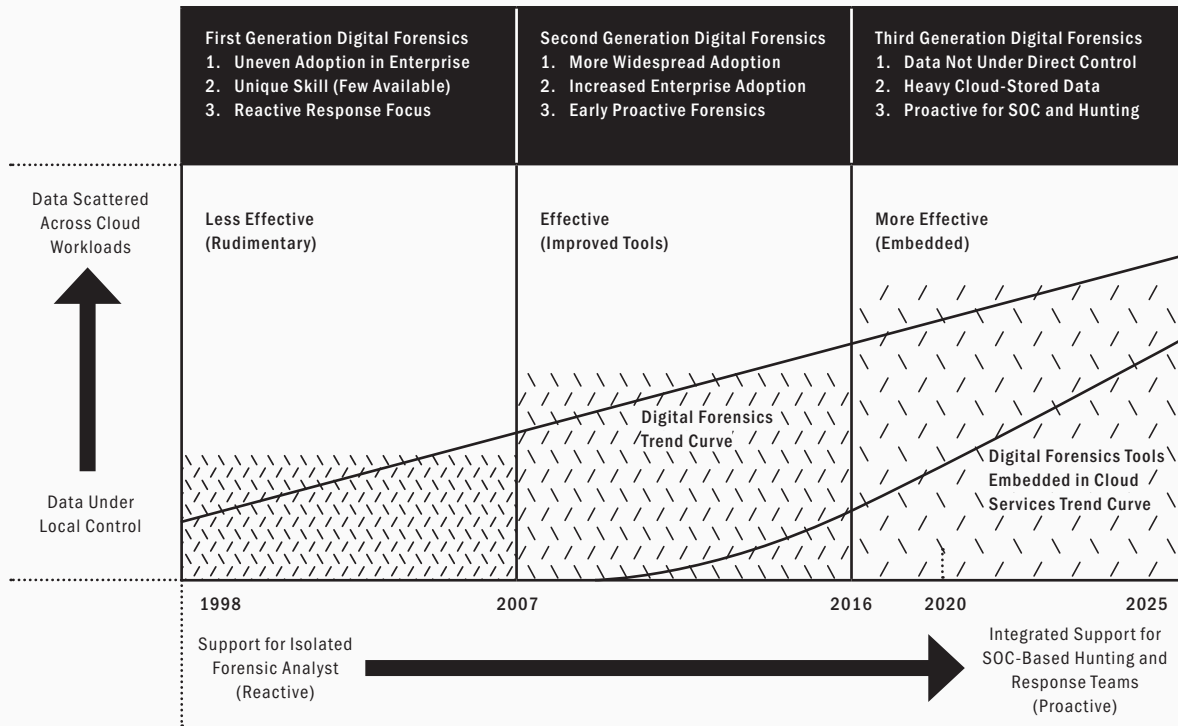 First Generation Digital Forensics
1. Uneven Adoption in Enterprise
2. Unique Skill (Few Available)
3. Reactive Response Focus
Second Generation Digital Forensics
1. More Widespread Adoption
2. Increased Enterprise Adoption
3. Early Proactive Forensics
Third Generation Digital Forensics
1. Data Not Under Direct Control
2. Heavy Cloud-Stored Data
3. Proactive for SOC and Hunting
Data Scattered
Across Cloud
Workloads
Data Under
Local Control
Less Effective
(Rudimentary)
Effective
(Improved Tools)
More Effective
(Embedded)
Digital Forensics
Trend Curve
Digital Forensics Tools
Embedded in Cloud
Services Trend Curve
1998
2007
2016
2020
2025
Support for Isolated
Forensic Analyst
(Reactive)
Integrated Support for
SOC-Based Hunting and
Response Teams
(Proactive)